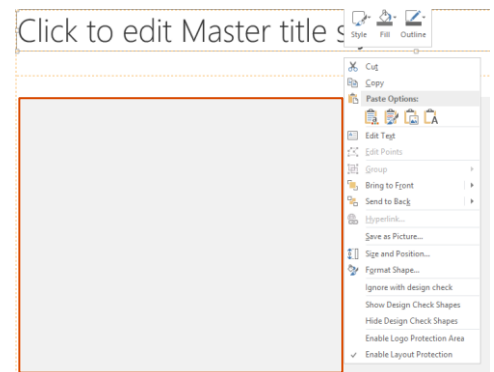 Click to edit Master title s
Style Fill Outline
Cut
Copy
Paste Options:
A
Edit Text
Edit Points
Group
Bring to Front
Send to Back
Hyperlink...
Save as Picture...
Size and Position...
Format Shape...
Ignore with design check
Show Design Check Shapes
Hide Design Check Shapes
Enable Logo Protection Area
Enable Layout Protection